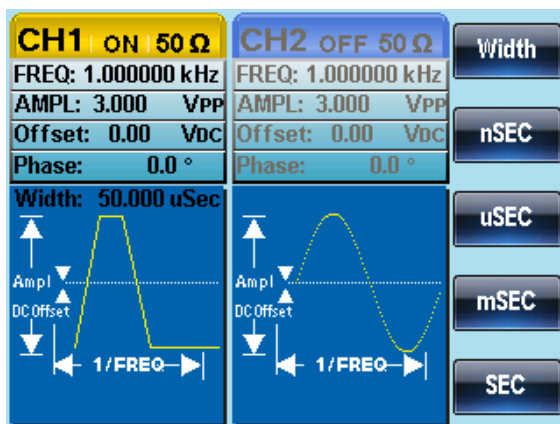 CH1 ON 50 Ω
FREQ: 1.000000 kHz
AMPL: 3.000 VPP
Offset: 0.00 VDC
Phase: 0.0 °
Width: 50.000 uSec
Ampl
DC Offset
1/FREQ
CH2 OFF 50 Ω
FREQ: 1.000000 kHz
AMPL: 3.000 VPP
Offset: 0.00 VDC
Phase: 0.0 °
Ampl
DC Offset
1/FREQ
Width
nSEC
uSEC
mSEC
SEC